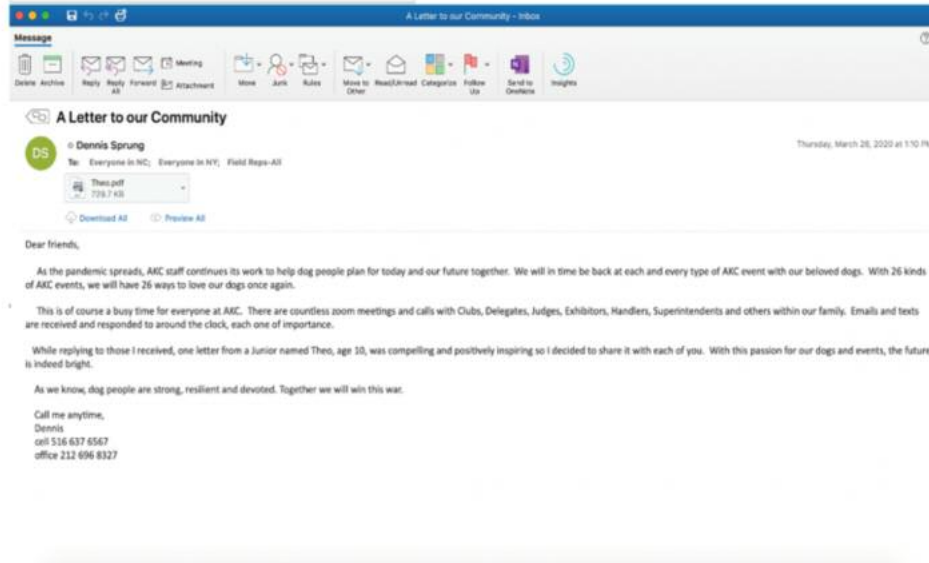 A Letter to our Community – Inbox
Message
Delete Archive Reply Reply All Forward Meeting Attachment Move Junk Rules Move to Other Read/Unread Categorize Follow Up Send to OneNote Insights
A Letter to our Community
DS
Dennis Sprung
Thursday, March 26, 2020 at 1:10 PM
To: Everyone in NC; Everyone in NY; Field Reps-All
Theo.pdf
729.7 KB
Download All Preview All
Dear friends,
As the pandemic spreads, AKC staff continues its work to help dog people plan for today and our future together. We will in time be back at each and every type of AKC event with our beloved dogs. With 26 kinds
of AKC events, we will have 26 ways to love our dogs once again.
This is of course a busy time for everyone at AKC. There are countless zoom meetings and calls with Clubs, Delegates, Judges, Exhibitors, Handlers, Superintendents and others within our family. Emails and texts
are received and responded to around the clock, each one of importance.
While replying to those I received, one letter from a Junior named Theo, age 10, was compelling and positively inspiring so I decided to share it with each of you. With this passion for our dogs and events, the future
is indeed bright.
As we know, dog people are strong, resilient and devoted. Together we will win this war.
Call me anytime,
Dennis
cell 516 637 6567
office 212 696 8327